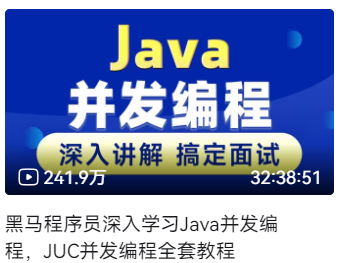 Java
并发编程
深入讲解 搞定面试
241.9万
32:38:51
黑马程序员深入学习Java并发编
程，JUC并发编程全套教程